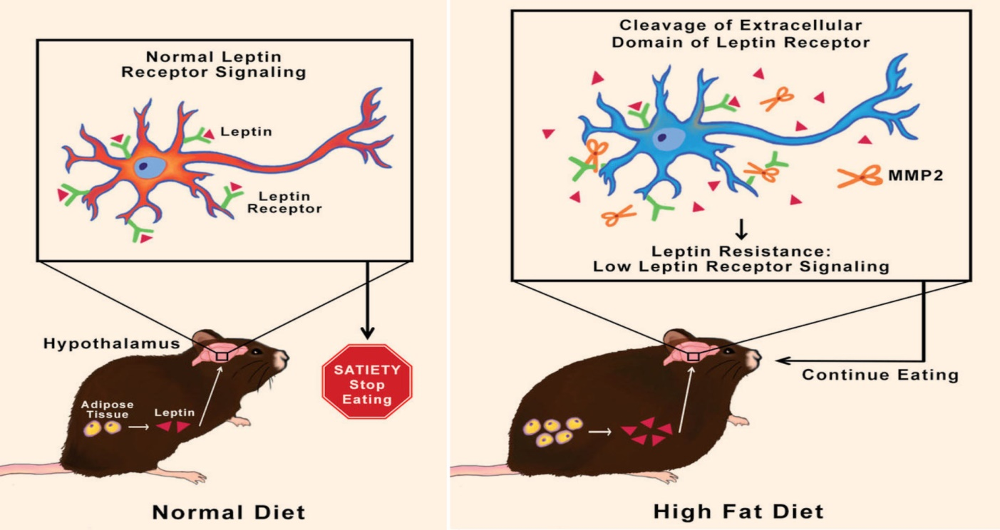 Normal Leptin
Receptor Signaling
Leptin
Leptin
Receptor
Hypothalamus
SATIETY
Stop
Eating
Adipose
Tissue
Leptin
Normal Diet
Cleavage of Extracellular
Domain of Leptin Receptor
MMP2
Leptin Resistance:
Low Leptin Receptor Signaling
Continue Eating
High Fat Diet